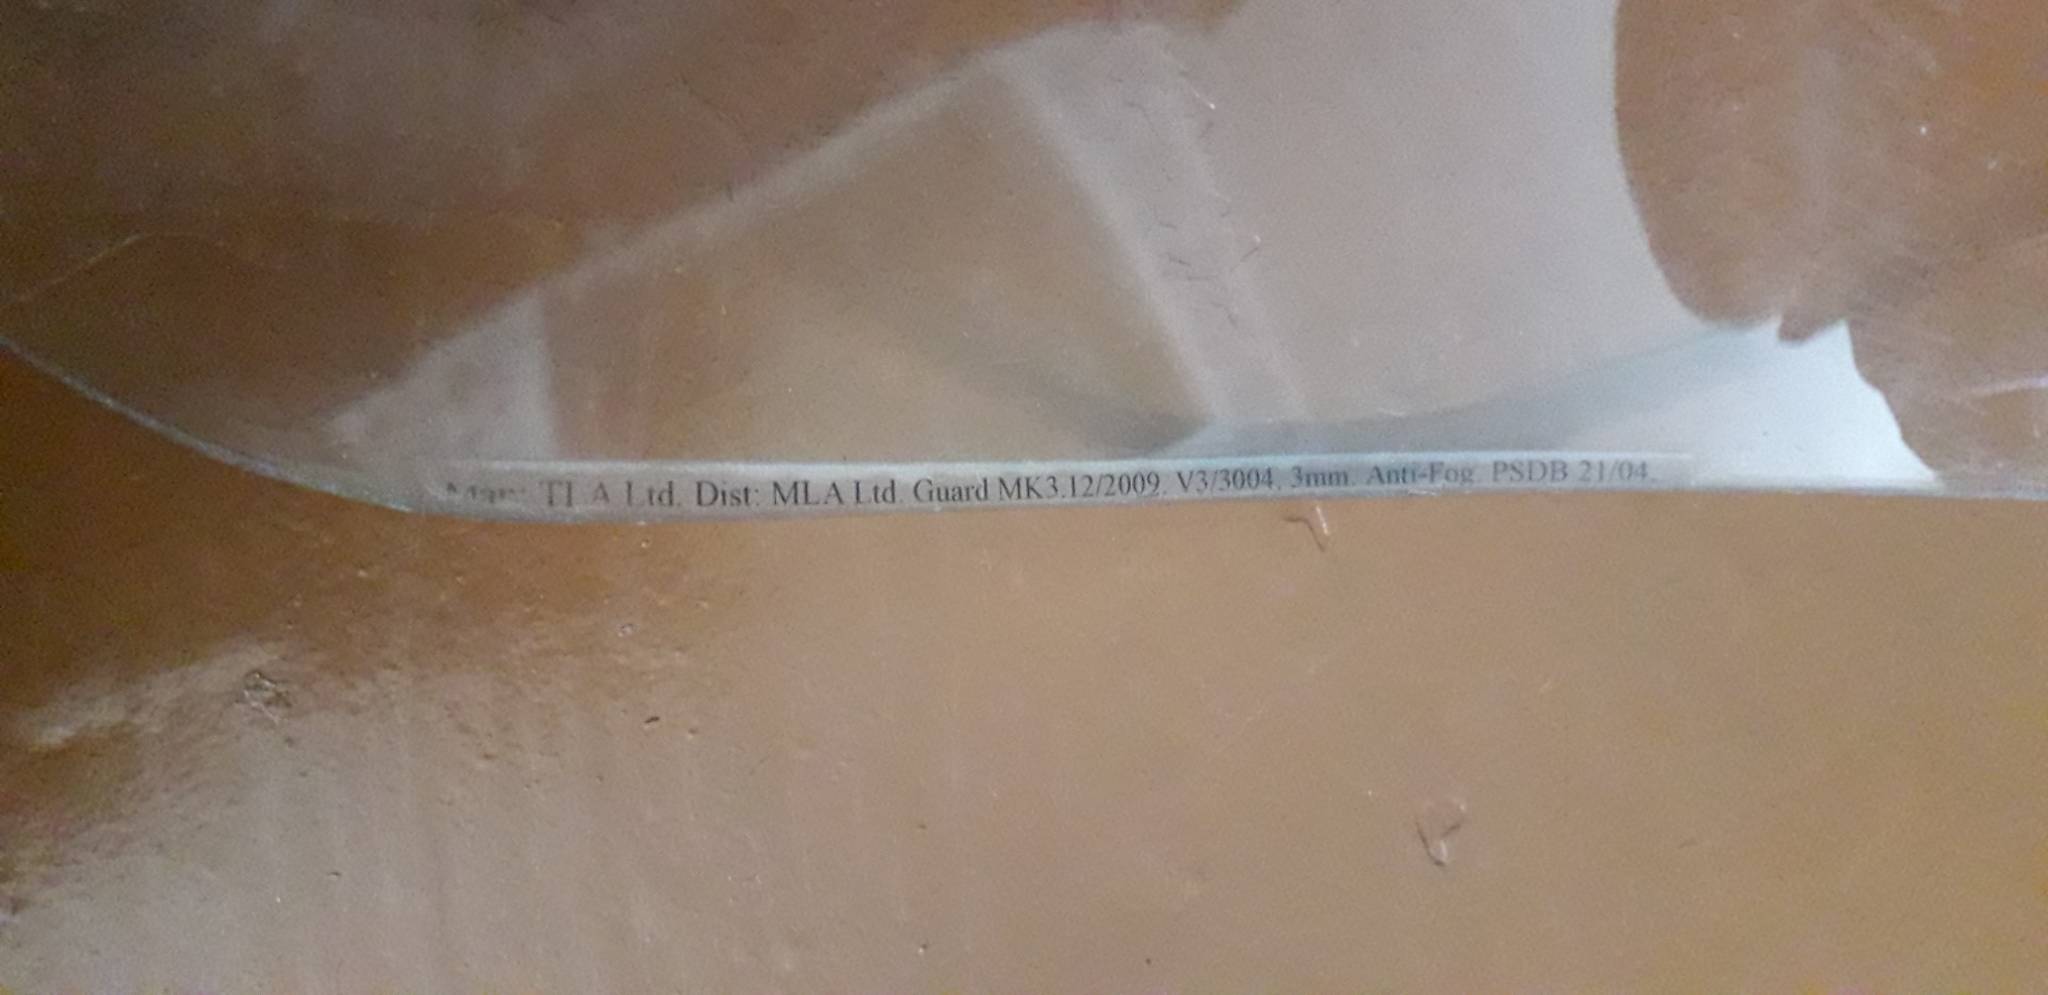 TLA Ltd. Dist: MLA Ltd. Guard MK3.12/2009. V3/3004. 3mm. Anti-Fog. PSDB 21/04.